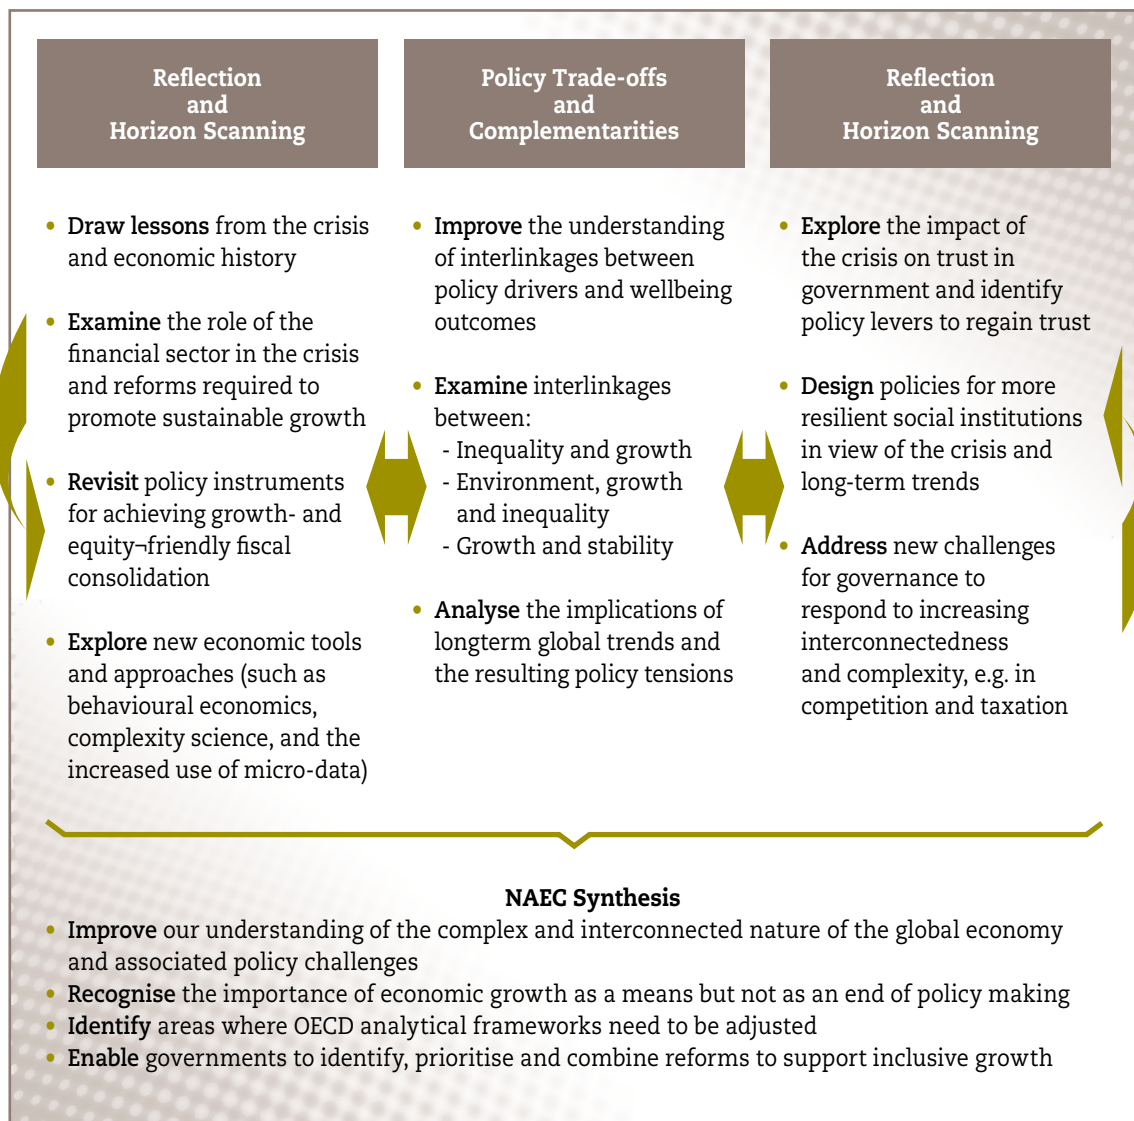 Reflection
and
Horizon Scanning
• Draw lessons from the crisis
and economic history
• Examine the role of the
financial sector in the crisis
and reforms required to
promote sustainable growth
• Revisit policy instruments
for achieving growth- and
equity¬friendly fiscal
consolidation
• Explore new economic tools
and approaches (such as
behavioural economics,
complexity science, and the
increased use of micro-data)
Policy Trade-offs
and
Complementarities
• Improve the understanding
of interlinkages between
policy drivers and wellbeing
outcomes
• Examine interlinkages
between:
- Inequality and growth
- Environment, growth
and inequality
- Growth and stability
• Analyse the implications of
longterm global trends and
the resulting policy tensions
Reflection
and
Horizon Scanning
• Explore the impact of
the crisis on trust in
government and identify
policy levers to regain trust
• Design policies for more
resilient social institutions
in view of the crisis and
long-term trends
• Address new challenges
for governance to
respond to increasing
interconnectedness
and complexity, e.g. in
competition and taxation
NAEC Synthesis
• Improve our understanding of the complex and interconnected nature of the global economy
and associated policy challenges
• Recognise the importance of economic growth as a means but not as an end of policy making
• Identify areas where OECD analytical frameworks need to be adjusted
• Enable governments to identify, prioritise and combine reforms to support inclusive growth